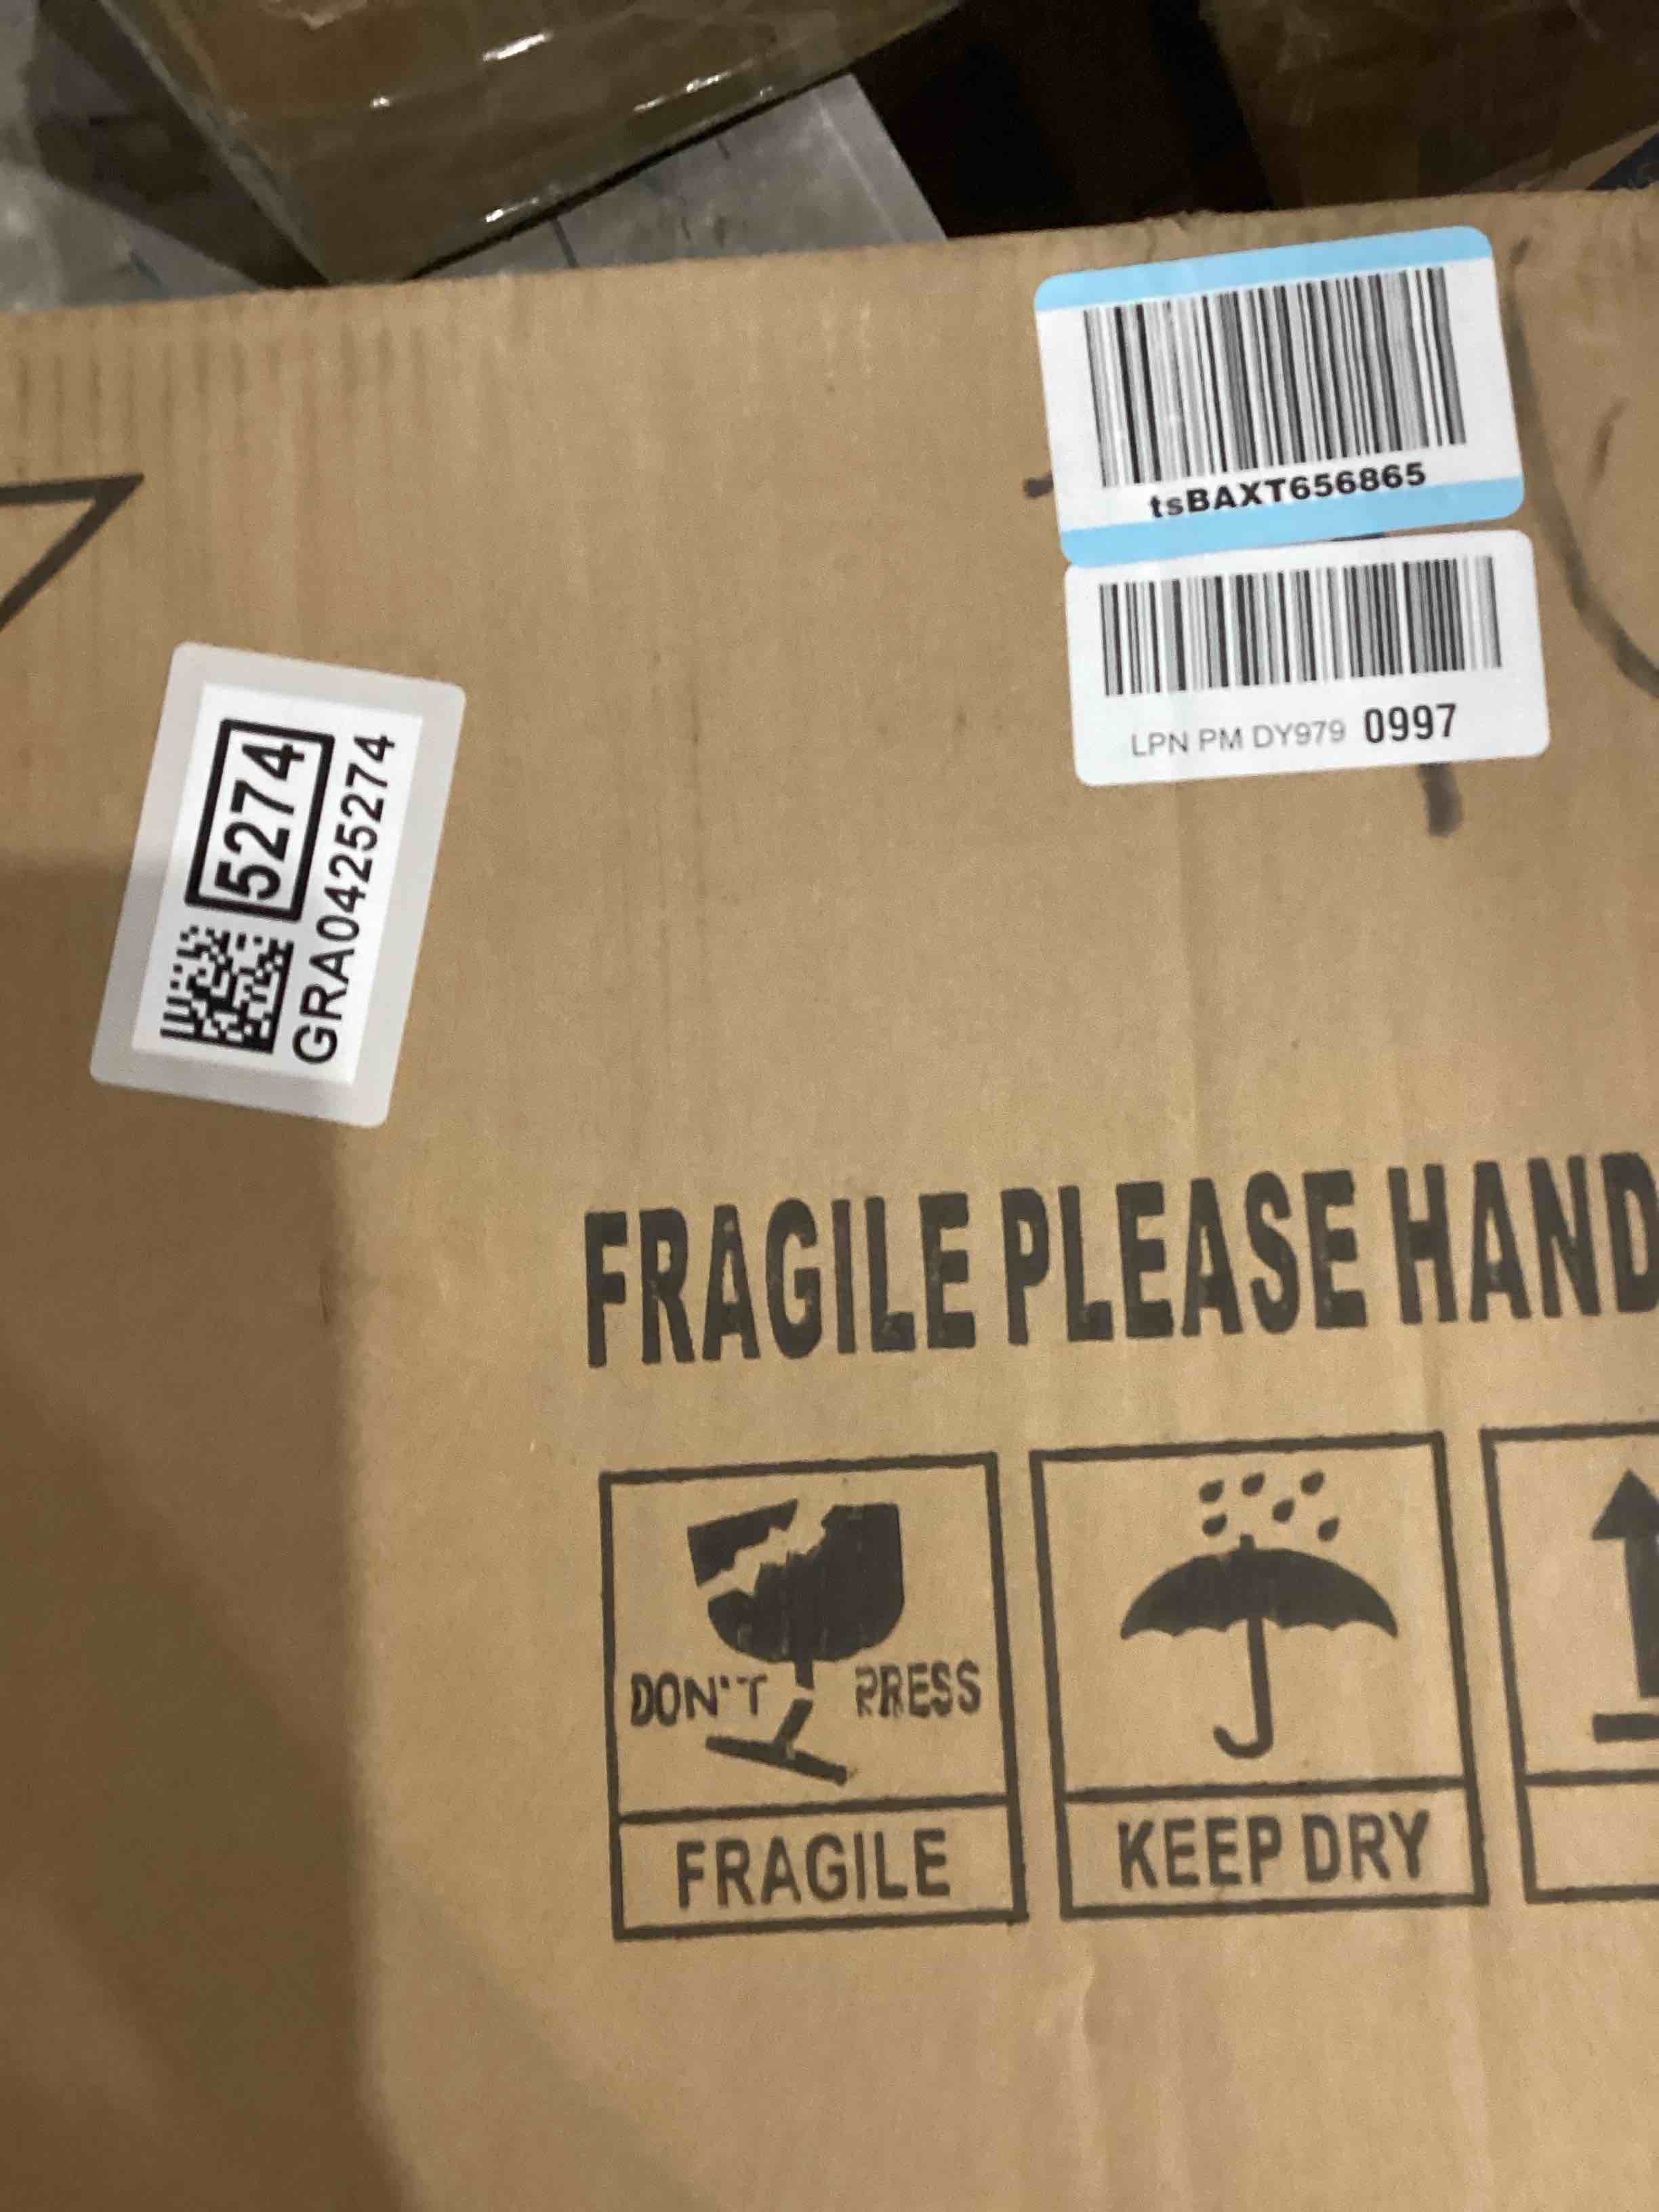 tsBAXT656865
LPN PM DY979 0997
5274
GRA0425274
FRAGILE PLEASE HAND
DON'T PRESS
FRAGILE
KEEP DRY